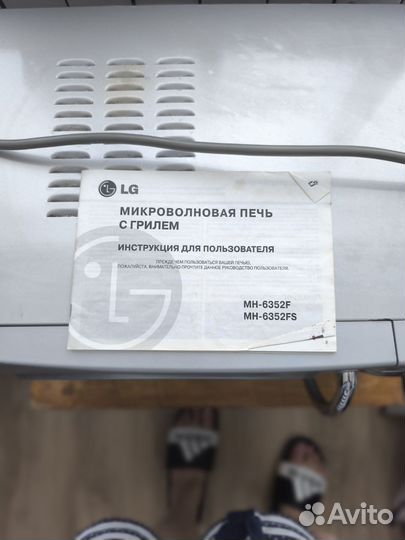 LG
МИКРОВОЛНОВАЯ ПЕЧЬ
С ГРИЛЕМ
ИНСТРУКЦИЯ ДЛЯ ПОЛЬЗОВАТЕЛЯ
ПРЕЖДЕ ЧЕМ ПОЛЬЗОВАТЬСЯ ВАШЕЙ ПЕЧЬЮ,
ПОЖАЛУЙСТА, ВНИМАТЕЛЬНО ПРОЧТИТЕ ДАННОЕ РУКОВОДСТВО ПОЛЬЗОВАТЕЛЯ.
MH-6352F
MH-6352FS
Avito